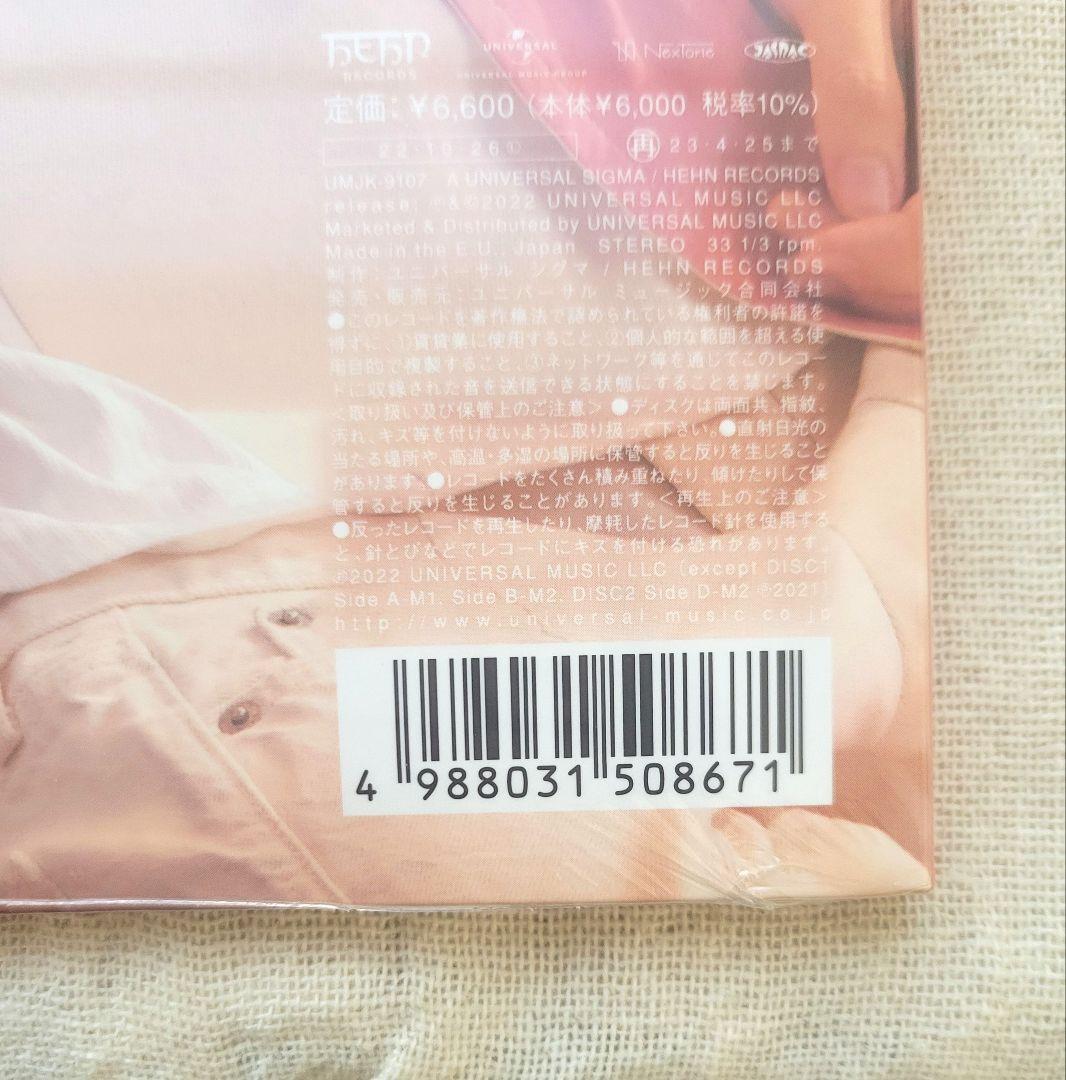 HEHN RECORDS UNIVERSAL UNIVERSAL MUSIC GROUP NexTone JASRAC
定価:¥6,600(本体¥6,000 税率10%)
22・10・26 再 23・4・25まで
UMJK-9107 A UNIVERSAL SIGMA / HEHN RECORDS
release; ℗&©2022 UNIVERSAL MUSIC LLC
Marketed & Distributed by UNIVERSAL MUSIC LLC
Made in the E.U., Japan STEREO 33 1/3 rpm.
制作:ユニバーサル シグマ / HEHN RECORDS
発売・販売元:ユニバーサル ミュージック合同会社
●このレコードを著作権法で認められている権利者の許諾を
得ずに、①賃貸業に使用すること、②個人的な範囲を超える使
用目的で複製すること、③ネットワーク等を通じてこのレコー
ドに収録された音を送信できる状態にすることを禁じます。
<取り扱い及び保管上のご注意>●ディスクは両面共、指紋、
汚れ、キズ等を付けないように取り扱って下さい。●直射日光の
当たる場所や、高温・多湿の場所に保管すると反りを生じること
があります。●レコードをたくさん積み重ねたり、傾けたりして保
管すると反りを生じることがあります。<再生上のご注意>
●反ったレコードを再生したり、摩耗したレコード針を使用する
と、針とびなどでレコードにキズを付ける恐れがあります。
℗2022 UNIVERSAL MUSIC LLC (except DISC1
Side A-M1, Side B-M2, DISC2 Side D-M2 ℗2021)
http://www.universal-music.co.jp
4 988031 508671